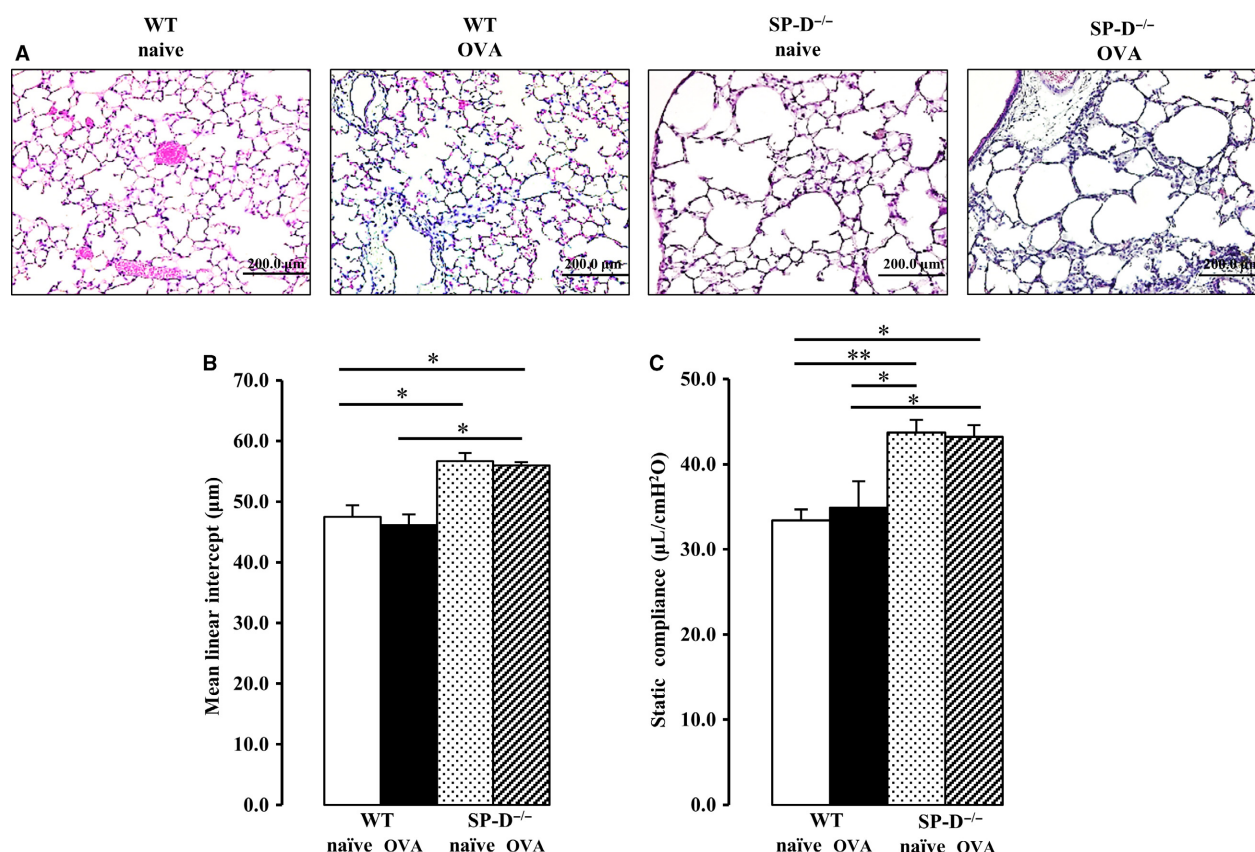 A
WT
naive
WT
OVA
SP-D⁻/⁻
naive
SP-D⁻/⁻
OVA
200.0 µm
200.0 µm
200.0 µm
200.0 µm
B
Mean linear intercept (µm)
70.0
60.0
50.0
40.0
30.0
20.0
10.0
0.0
*
*
*
WT
SP-D⁻/⁻
naïve OVA
naïve OVA
C
Static compliance (µL/cmH²O)
50.0
40.0
30.0
20.0
10.0
0.0
*
**
*
*
WT
SP-D⁻/⁻
naïve OVA
naïve OVA